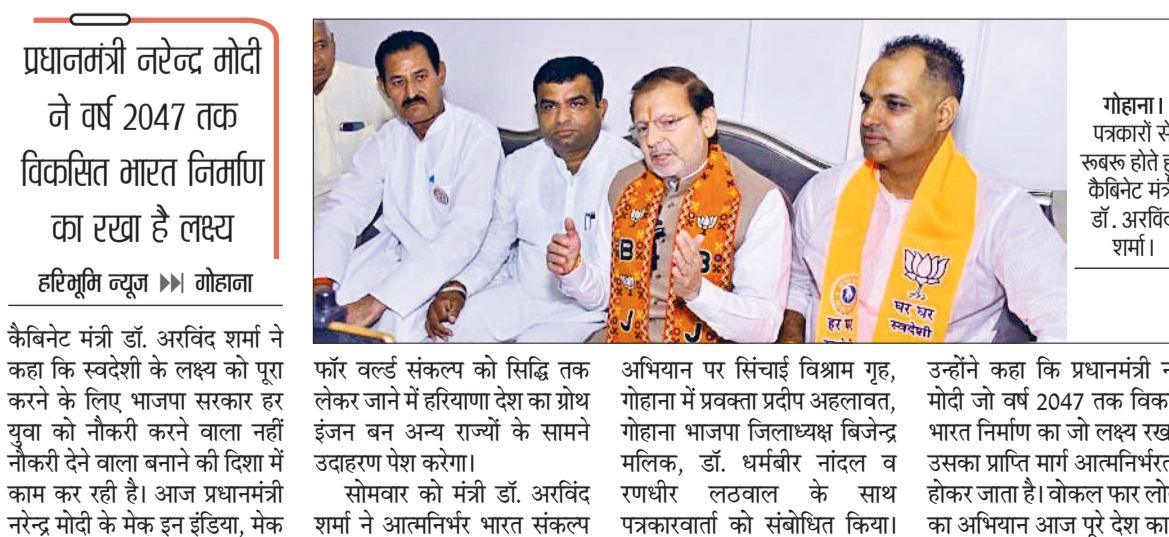 प्रधानमंत्री नरेन्द्र मोदी
ने वर्ष 2047 तक
विकसित भारत निर्माण
का रखा है लक्ष्य
हरिभूमि न्यूज ▶▶ गोहाना
कैबिनेट मंत्री डॉ. अरविंद शर्मा ने
कहा कि स्वदेशी के लक्ष्य को पूरा
करने के लिए भाजपा सरकार हर
युवा को नौकरी करने वाला नहीं
नौकरी देने वाला बनाने की दिशा में
काम कर रही है। आज प्रधानमंत्री
नरेन्द्र मोदी के मेक इन इंडिया, मेक
B J
B J
हर घर
घर घर
स्वदेशी
गोहाना।
पत्रकारों से
रूबरू होते
कैबिनेट
डॉ. अरविंद
शर्मा।
फॉर वर्ल्ड संकल्प को सिद्धि तक
लेकर जाने में हरियाणा देश का ग्रोथ
इंजन बन अन्य राज्यों के सामने
उदाहरण पेश करेगा।
सोमवार को मंत्री डॉ. अरविंद
शर्मा ने आत्मनिर्भर भारत संकल्प
अभियान पर सिंचाई विश्राम गृह,
गोहाना में प्रवक्ता प्रदीप अहलावत,
गोहाना भाजपा जिलाध्यक्ष बिजेन्द्र
मलिक, डॉ. धर्मबीर नांदल व
रणधीर लठवाल के साथ
पत्रकारवार्ता को संबोधित किया।
उन्होंने कहा कि प्रधानमंत्री
मोदी जो वर्ष 2047 तक
भारत निर्माण का जो लक्ष्य
उसका प्राप्ति मार्ग
होकर जाता है। वोकल फार
का अभियान आज पूरे देश का